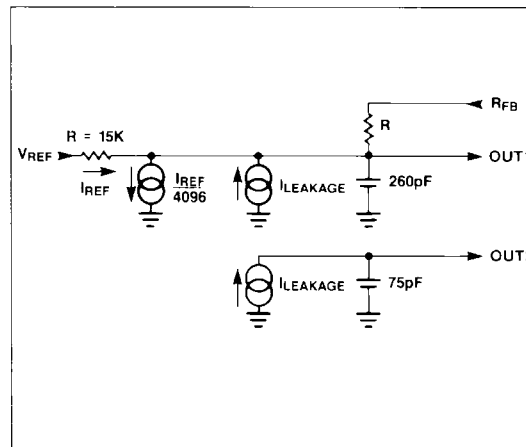 R_FB
R
R = 15K
V_REF
OUT
I_REF
I_REF
4096
I_LEAKAGE
260pF
OUT
I_LEAKAGE
75pF